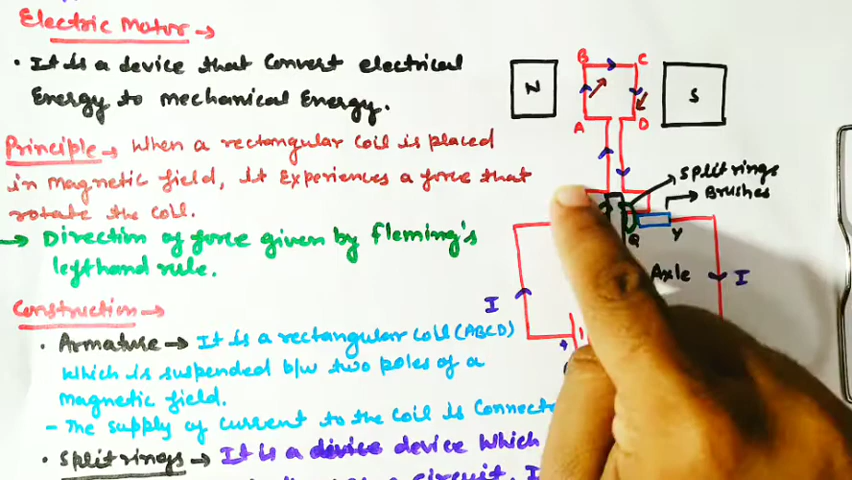 Electric Motor →
• It is a device that Convert electrical
Energy to mechanical Energy.
Principle → When a rectangular coil is placed
in magnetic field, it Experiences a force that
rotate the coil.
→ Direction of force given by fleming's
left hand rule.
Construction →
• Armature → It is a rectangular Coil (ABCD)
Which is suspended b/w two poles of a
magnetic field.
- The supply of current to the coil is
• Split rings → It is a device device which
circuit.
N
B
C
S
A
D
Split rings
Brushes
Q
Y
Axle
I
I
+